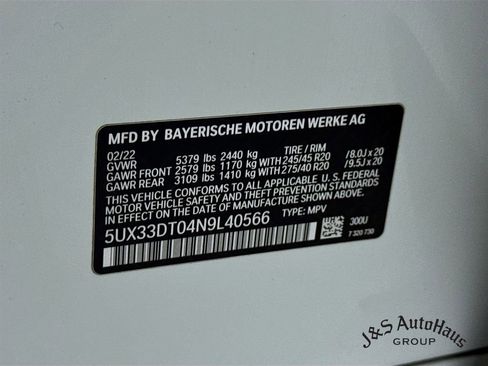 MFD BY BAYERISCHE MOTOREN WERKE AG
02/22
GVWR 5379 lbs 2440 kg TIRE / RIM
GAWR FRONT 2579 lbs 1170 kg WITH 245/45 R20 /8.0J x 20
GAWR REAR 3109 lbs 1410 kg WITH 275/40 R20 /9.5J x 20
THIS VEHICLE CONFORMS TO ALL APPLICABLE U.S. FEDERAL
MOTOR VEHICLE SAFETY AND THEFT PREVENTION STANDARDS
IN EFFECT ON THE DATE OF MANUFACTURE SHOWN ABOVE.
5UX33DT04N9L40566 TYPE: MPV
300U
T 320 730
J&S AUTOHAUS
GROUP